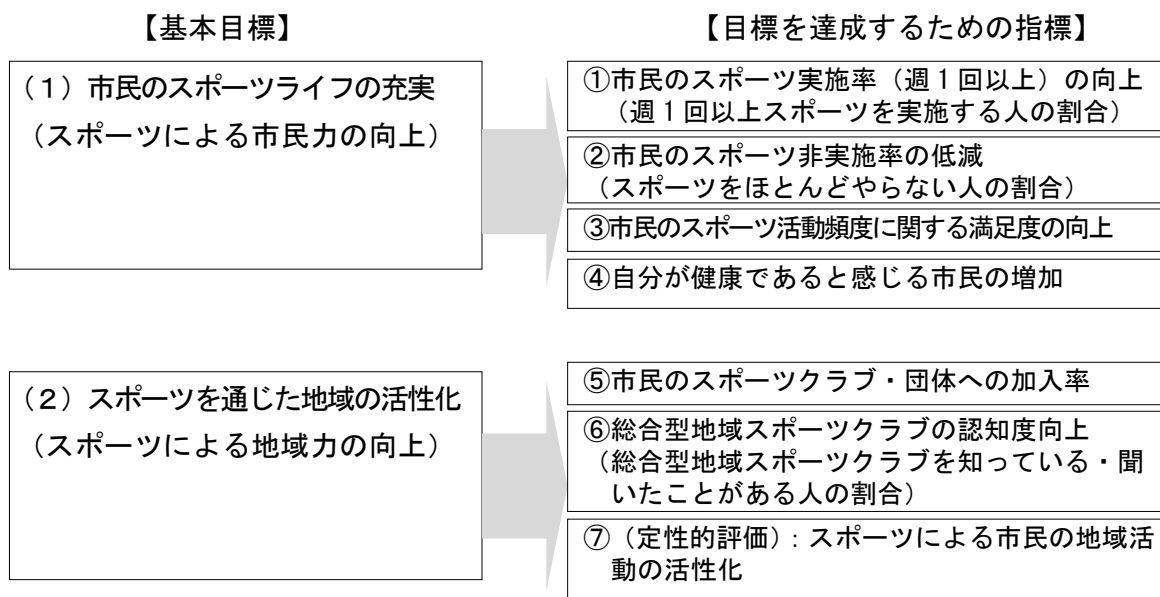 【基本目標】
【目標を達成するための指標】
（１）市民のスポーツライフの充実
（スポーツによる市民力の向上）
①市民のスポーツ実施率（週１回以上）の向上
（週１回以上スポーツを実施する人の割合）
②市民のスポーツ非実施率の低減
（スポーツをほとんどやらない人の割合）
③市民のスポーツ活動頻度に関する満足度の向上
④自分が健康であると感じる市民の増加
（２）スポーツを通じた地域の活性化
（スポーツによる地域力の向上）
⑤市民のスポーツクラブ・団体への加入率
⑥総合型地域スポーツクラブの認知度向上
（総合型地域スポーツクラブを知っている・聞
いたことがある人の割合）
⑦（定性的評価）：スポーツによる市民の地域活
動の活性化